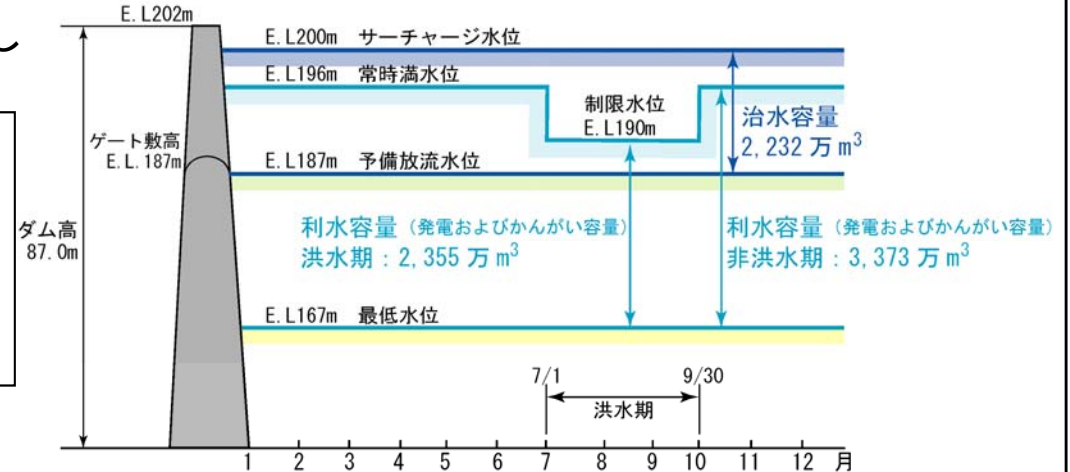 E.L202m
し
E.L200m サーチャージ水位
E.L196m 常時満水位
制限水位
E.L190m
治水容量
2,232 万 m³
ゲート敷高
E.L.187m
E.L187m 予備放流水位
ダム高
87.0m
利水容量（発電およびかんがい容量）
洪水期：2,355 万 m³
利水容量（発電およびかんがい容量）
非洪水期：3,373 万 m³
E.L167m 最低水位
7/1 9/30
洪水期
1 2 3 4 5 6 7 8 9 10 11 12 月